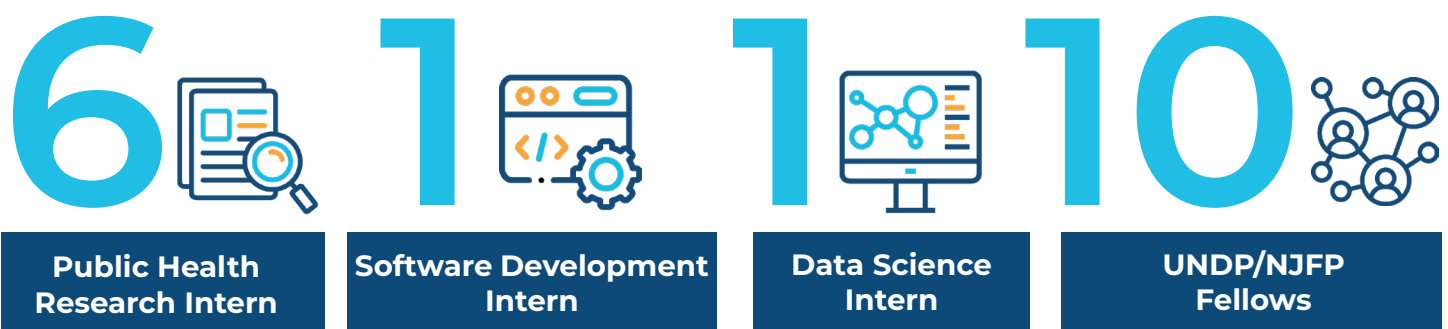 6
1
1
10
Public Health
Research Intern
Software Development
Intern
Data Science
Intern
UNDP/NJFP
Fellows